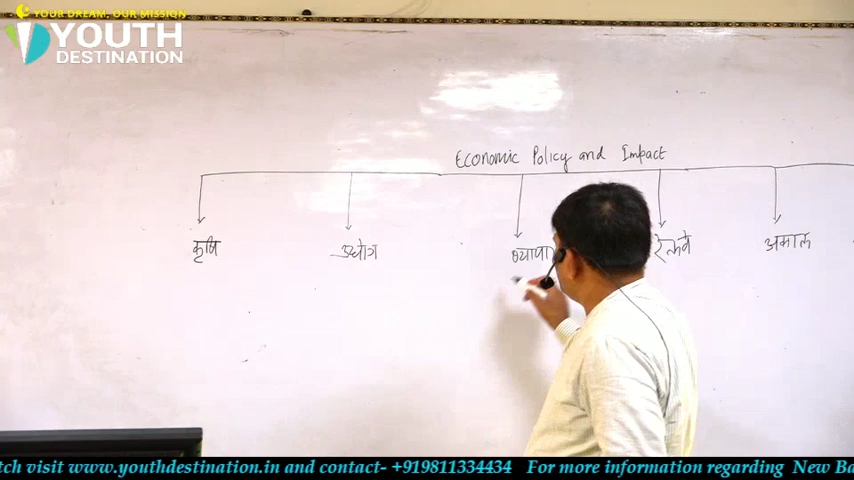 YOUR DREAM, OUR MISSION
YOUTH
DESTINATION
Economic Policy and Impact
कृषि
उद्योग
रेलवे
अकाल
tch visit www.youthdestination.in and contact- +919811334434 For more information regarding New Ba